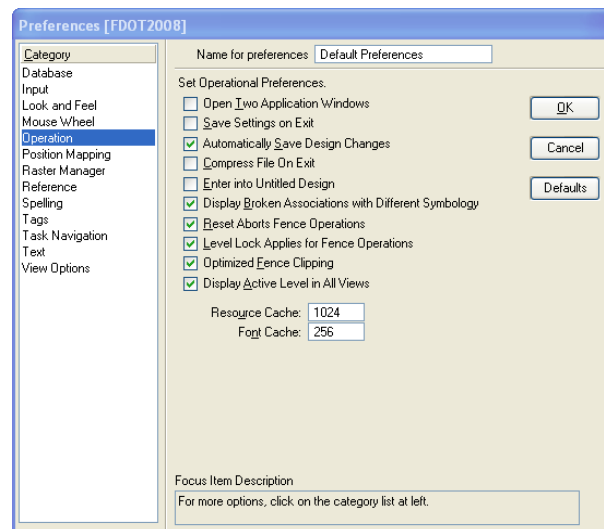 Preferences [FDOT2008]
Category
Database
Input
Look and Feel
Mouse Wheel
Operation
Position Mapping
Raster Manager
Reference
Spelling
Tags
Task Navigation
Text
View Options
Name for preferences Default Preferences
Set Operational Preferences.
Open Two Application Windows
Save Settings on Exit
Automatically Save Design Changes
Compress File On Exit
Enter into Untitled Design
Display Broken Associations with Different Symbology
Reset Aborts Fence Operations
Level Lock Applies for Fence Operations
Optimized Fence Clipping
Display Active Level in All Views
Resource Cache: 1024
Font Cache: 256
OK
Cancel
Defaults
Focus Item Description
For more options, click on the category list at left.